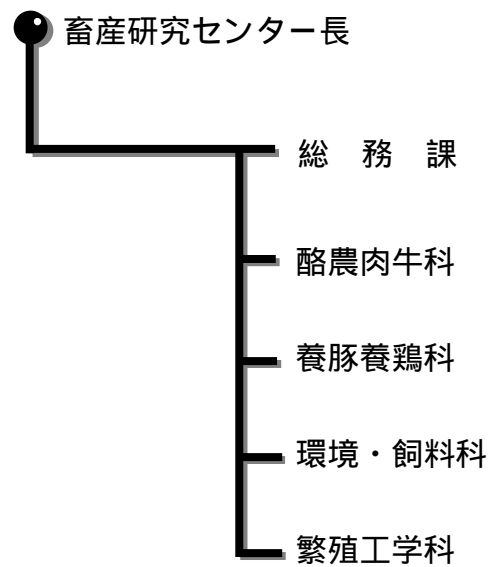 畜産研究センター長
総　務　課
酪農肉牛科
養豚養鶏科
環境・飼料科
繁殖工学科